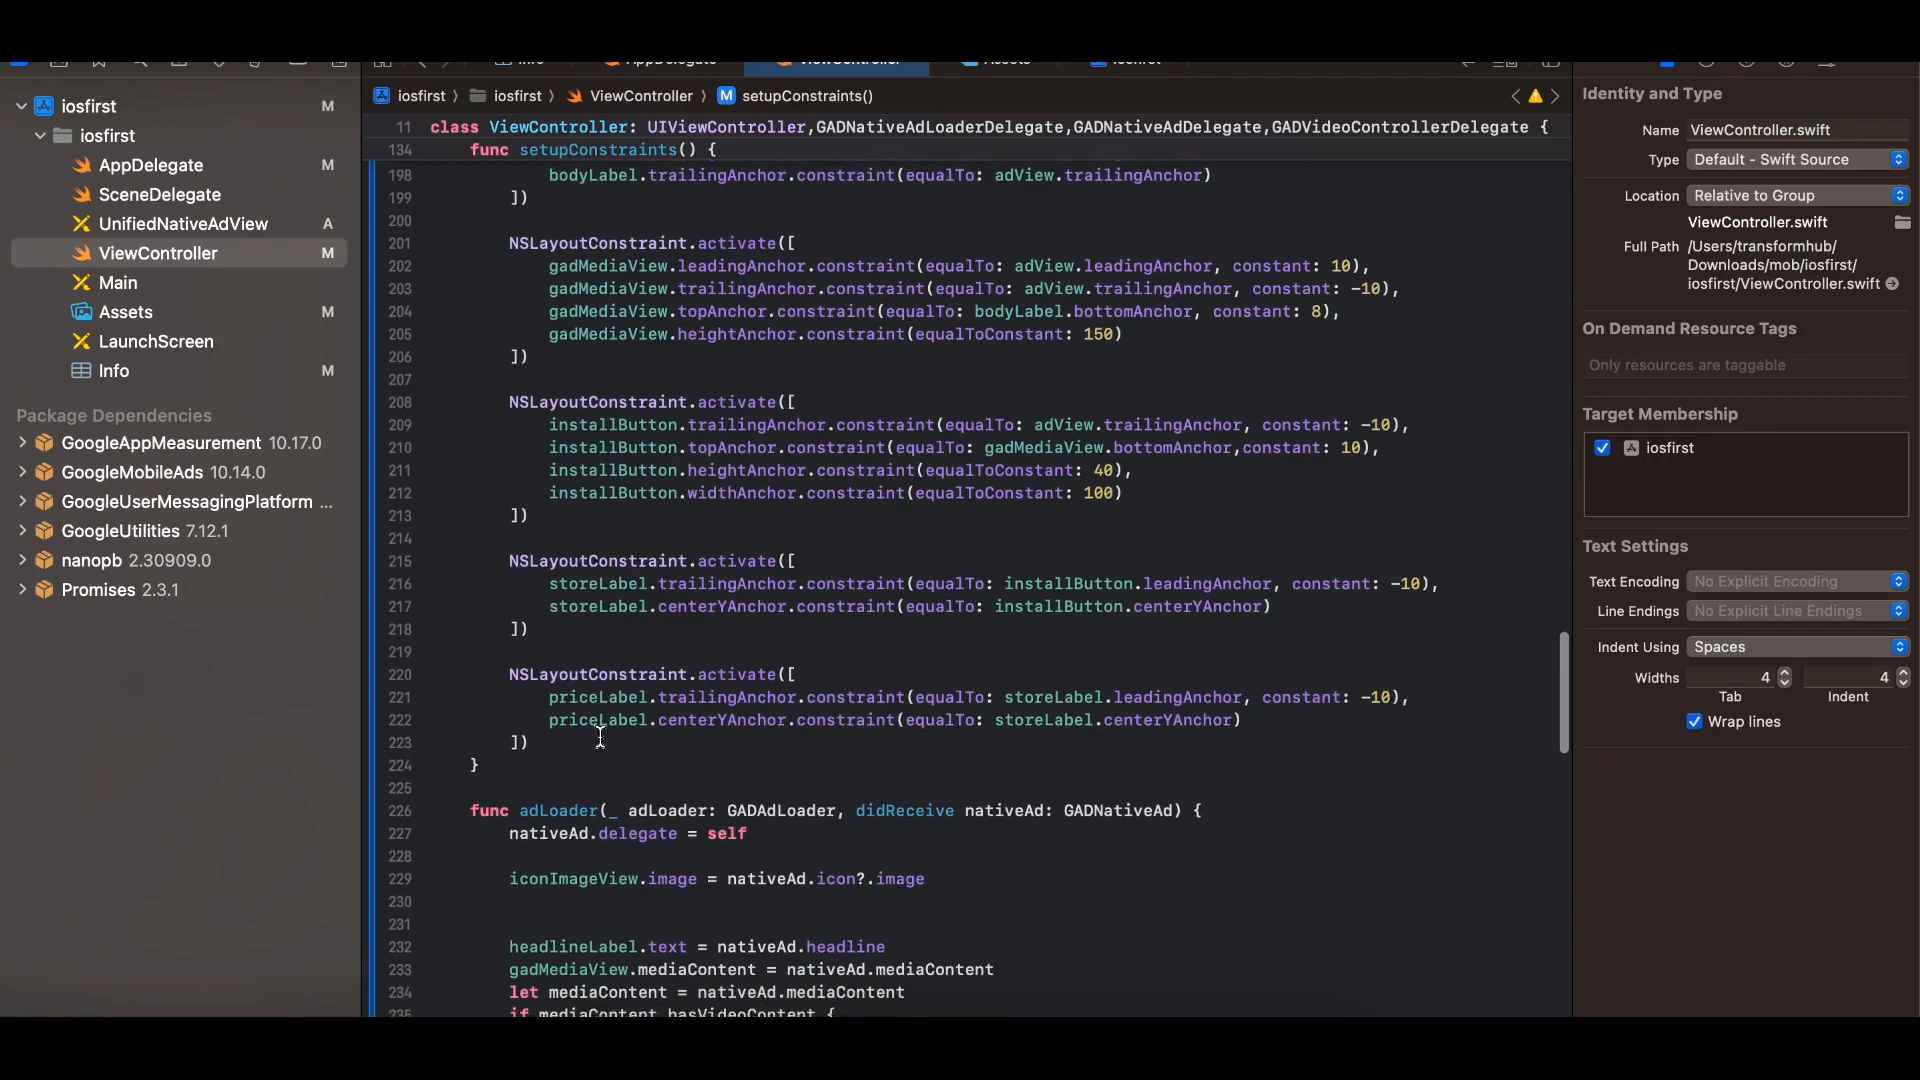 iosfirst M
iosfirst
AppDelegate M
SceneDelegate
UnifiedNativeAdView A
ViewController M
Main
Assets M
LaunchScreen
Info M
Package Dependencies
GoogleAppMeasurement 10.17.0
GoogleMobileAds 10.14.0
GoogleUserMessagingPlatform ...
GoogleUtilities 7.12.1
nanopb 2.30909.0
Promises 2.3.1
iosfirst iosfirst ViewController M setupConstraints()
11 class ViewController: UIViewController,GADNativeAdLoaderDelegate,GADNativeAdDelegate,GADVideoControllerDelegate {
134 func setupConstraints() {
198 bodyLabel.trailingAnchor.constraint(equalTo: adView.trailingAnchor)
199 ])
200
201 NSLayoutConstraint.activate([
202 gadMediaView.leadingAnchor.constraint(equalTo: adView.leadingAnchor, constant: 10),
203 gadMediaView.trailingAnchor.constraint(equalTo: adView.trailingAnchor, constant: -10),
204 gadMediaView.topAnchor.constraint(equalTo: bodyLabel.bottomAnchor, constant: 8),
205 gadMediaView.heightAnchor.constraint(equalToConstant: 150)
206 ])
207
208 NSLayoutConstraint.activate([
209 installButton.trailingAnchor.constraint(equalTo: adView.trailingAnchor, constant: -10),
210 installButton.topAnchor.constraint(equalTo: gadMediaView.bottomAnchor,constant: 10),
211 installButton.heightAnchor.constraint(equalToConstant: 40),
212 installButton.widthAnchor.constraint(equalToConstant: 100)
213 ])
214
215 NSLayoutConstraint.activate([
216 storeLabel.trailingAnchor.constraint(equalTo: installButton.leadingAnchor, constant: -10),
217 storeLabel.centerYAnchor.constraint(equalTo: installButton.centerYAnchor)
218 ])
219
220 NSLayoutConstraint.activate([
221 priceLabel.trailingAnchor.constraint(equalTo: storeLabel.leadingAnchor, constant: -10),
222 priceLabel.centerYAnchor.constraint(equalTo: storeLabel.centerYAnchor)
223 ])
224 }
225
226 func adLoader(_ adLoader: GADAdLoader, didReceive nativeAd: GADNativeAd) {
227 nativeAd.delegate = self
228
229 iconImageView.image = nativeAd.icon?.image
230
231
232 headlineLabel.text = nativeAd.headline
233 gadMediaView.mediaContent = nativeAd.mediaContent
234 let mediaContent = nativeAd.mediaContent
235 if mediaContent.hasVideoContent {
Identity and Type
Name ViewController.swift
Type Default - Swift Source
Location Relative to Group
ViewController.swift
Full Path /Users/transformhub/
Downloads/mob/iosfirst/
iosfirst/ViewController.swift
On Demand Resource Tags
Only resources are taggable
Target Membership
iosfirst
Text Settings
Text Encoding No Explicit Encoding
Line Endings No Explicit Line Endings
Indent Using Spaces
Widths 4 4
Tab Indent
Wrap lines